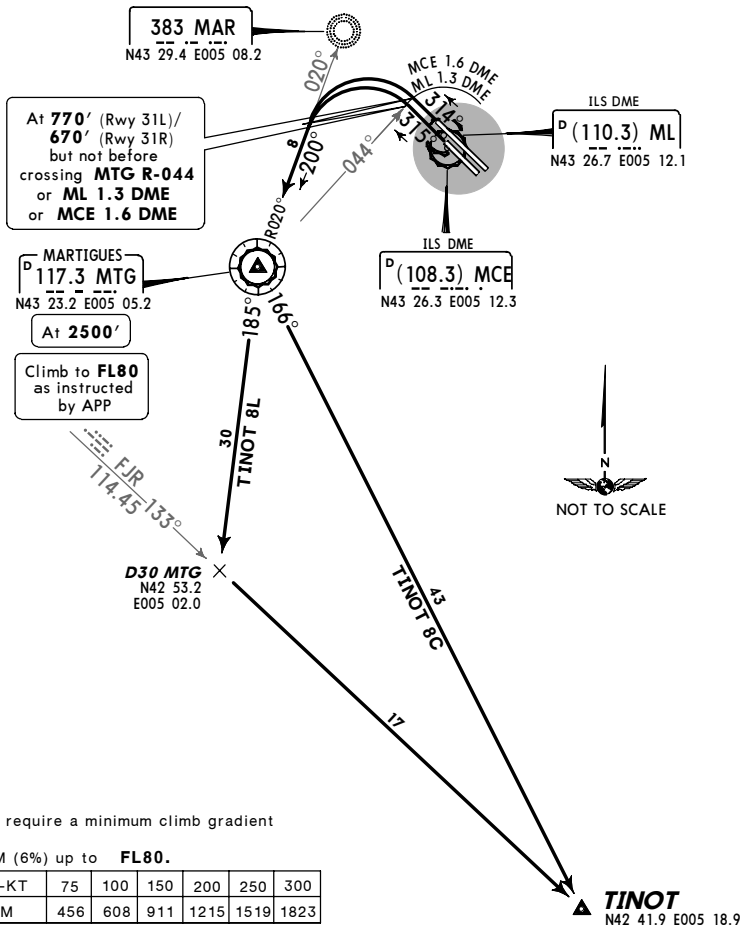 383 MAR
N43 29.4 E005 08.2
020°
MCE 1.6 DME
ML 1.3 DME
314°
315°
ILS DME
D (110.3) ML
N43 26.7 E005 12.1
At 770' (Rwy 31L)/
670' (Rwy 31R)
but not before
crossing MTG R-044
or ML 1.3 DME
or MCE 1.6 DME
8
200°
044°
R020°
ILS DME
D (108.3) MCE
N43 26.3 E005 12.3
MARTIGUES
D 117.3 MTG
N43 23.2 E005 05.2
At 2500'
Climb to FL80
as instructed
by APP
185°
166°
30
TINOT 8L
FJR 133°
114.45
N
NOT TO SCALE
D30 MTG
N42 53.2
E005 02.0
43
TINOT 8C
17
require a minimum climb gradient
M (6%) up to FL80.
-KT 75 100 150 200 250 300
M 456 608 911 1215 1519 1823
TINOT
N42 41.9 E005 18.9